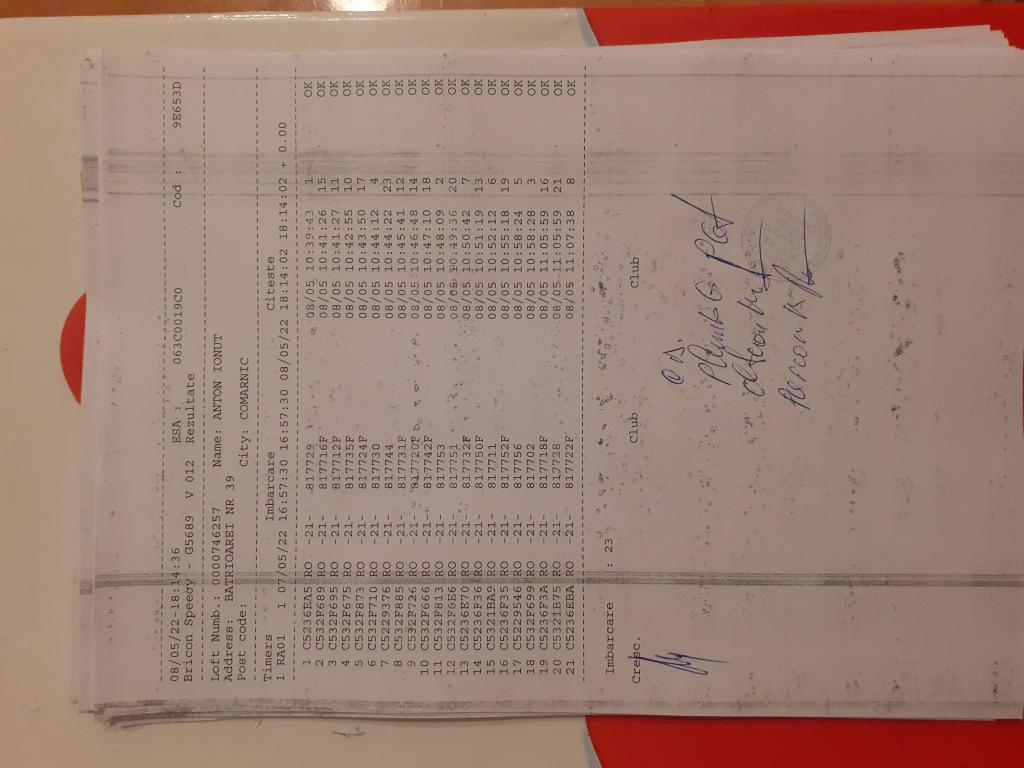 08/05/22-18:14:36 ESA : 063C0019C0 Cod : 9E653D
Bricon Speedy - G5689 V 012 Rezultate
Loft Numb.: 0000746257 Name: ANTON IONUT
Address: BATRIOAREI NR 39
Post code: City: COMARNIC
Timers Imbarcare Citeste
1 RA01 1 07/05/22 16:57:30 16:57:30 08/05/22 18:14:02 18:14:02 + 0.00
1 C5236EA5 RO -21- 817729 08/05 10:39:43 1 OK
2 C532F689 RO -21- 817716F 08/05 10:41:26 15 OK
3 C532F695 RO -21- 817712F 08/05 10:41:27 11 OK
4 C532F675 RO -21- 817735F 08/05 10:42:55 10 OK
5 C532F873 RO -21- 817724F 08/05 10:43:50 17 OK
6 C532F710 RO -21- 817730 08/05 10:44:12 4 OK
7 C5229376 RO -21- 817744 08/05 10:44:22 23 OK
8 C532F885 RO -21- 817731F 08/05 10:45:41 12 OK
9 C532F726 RO -21- 817720F 08/05 10:46:48 14 OK
10 C532F666 RO -21- 817742F 08/05 10:47:10 18 OK
11 C532F813 RO -21- 817753 08/05 10:48:09 2 OK
12 C532F6E6 RO -21- 817751 08/05 10:49:36 20 OK
13 C5236E70 RO -21- 817732F 08/05 10:50:42 7 OK
14 C5236F36 RO -21- 817750F 08/05 10:51:19 13 OK
15 C5321BA9 RO -21- 817711 08/05 10:52:12 6 OK
16 C5236F35 RO -21- 817752F 08/05 10:55:18 19 OK
17 C5229546 RO -21- 817756 08/05 10:58:24 5 OK
18 C532F699 RO -21- 817702 08/05 10:58:28 3 OK
19 C5236F3A RO -21- 817718F 08/05 11:05:59 16 OK
20 C5321B75 RO -21- 817728 08/05 11:05:59 21 OK
21 C5236EBA RO -21- 817722F 08/05 11:07:38 8 OK
Imbarcare : 23
Cresc. Club Club